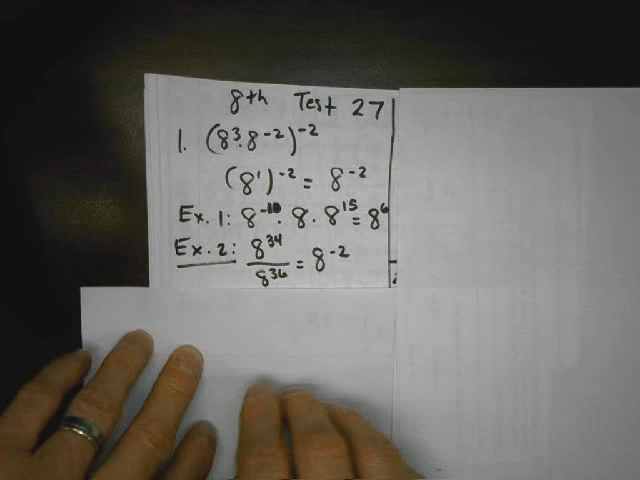 8th Test 27
1. (8³·8⁻²)⁻²
(8¹)⁻² = 8⁻²
Ex. 1: 8⁻¹⁰ · 8 · 8¹⁵ = 8⁶
Ex. 2: 8³⁴/8³⁶ = 8⁻²